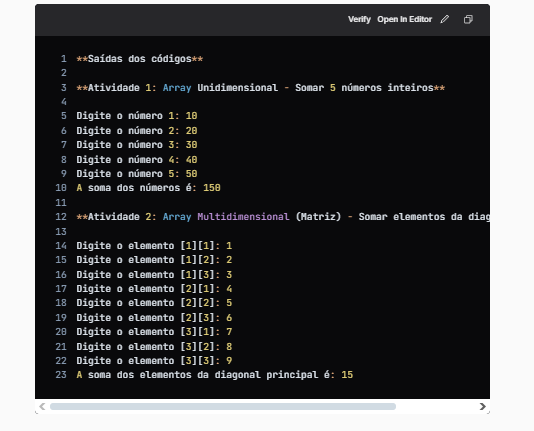 Verify Open In Editor
1 **Saídas dos códigos**
2
3 **Atividade 1: Array Unidimensional - Somar 5 números inteiros**
4
5 Digite o número 1: 10
6 Digite o número 2: 20
7 Digite o número 3: 30
8 Digite o número 4: 40
9 Digite o número 5: 50
10 A soma dos números é: 150
11
12 **Atividade 2: Array Multidimensional (Matriz) - Somar elementos da diag
13
14 Digite o elemento [1][1]: 1
15 Digite o elemento [1][2]: 2
16 Digite o elemento [1][3]: 3
17 Digite o elemento [2][1]: 4
18 Digite o elemento [2][2]: 5
19 Digite o elemento [2][3]: 6
20 Digite o elemento [3][1]: 7
21 Digite o elemento [3][2]: 8
22 Digite o elemento [3][3]: 9
23 A soma dos elementos da diagonal principal é: 15